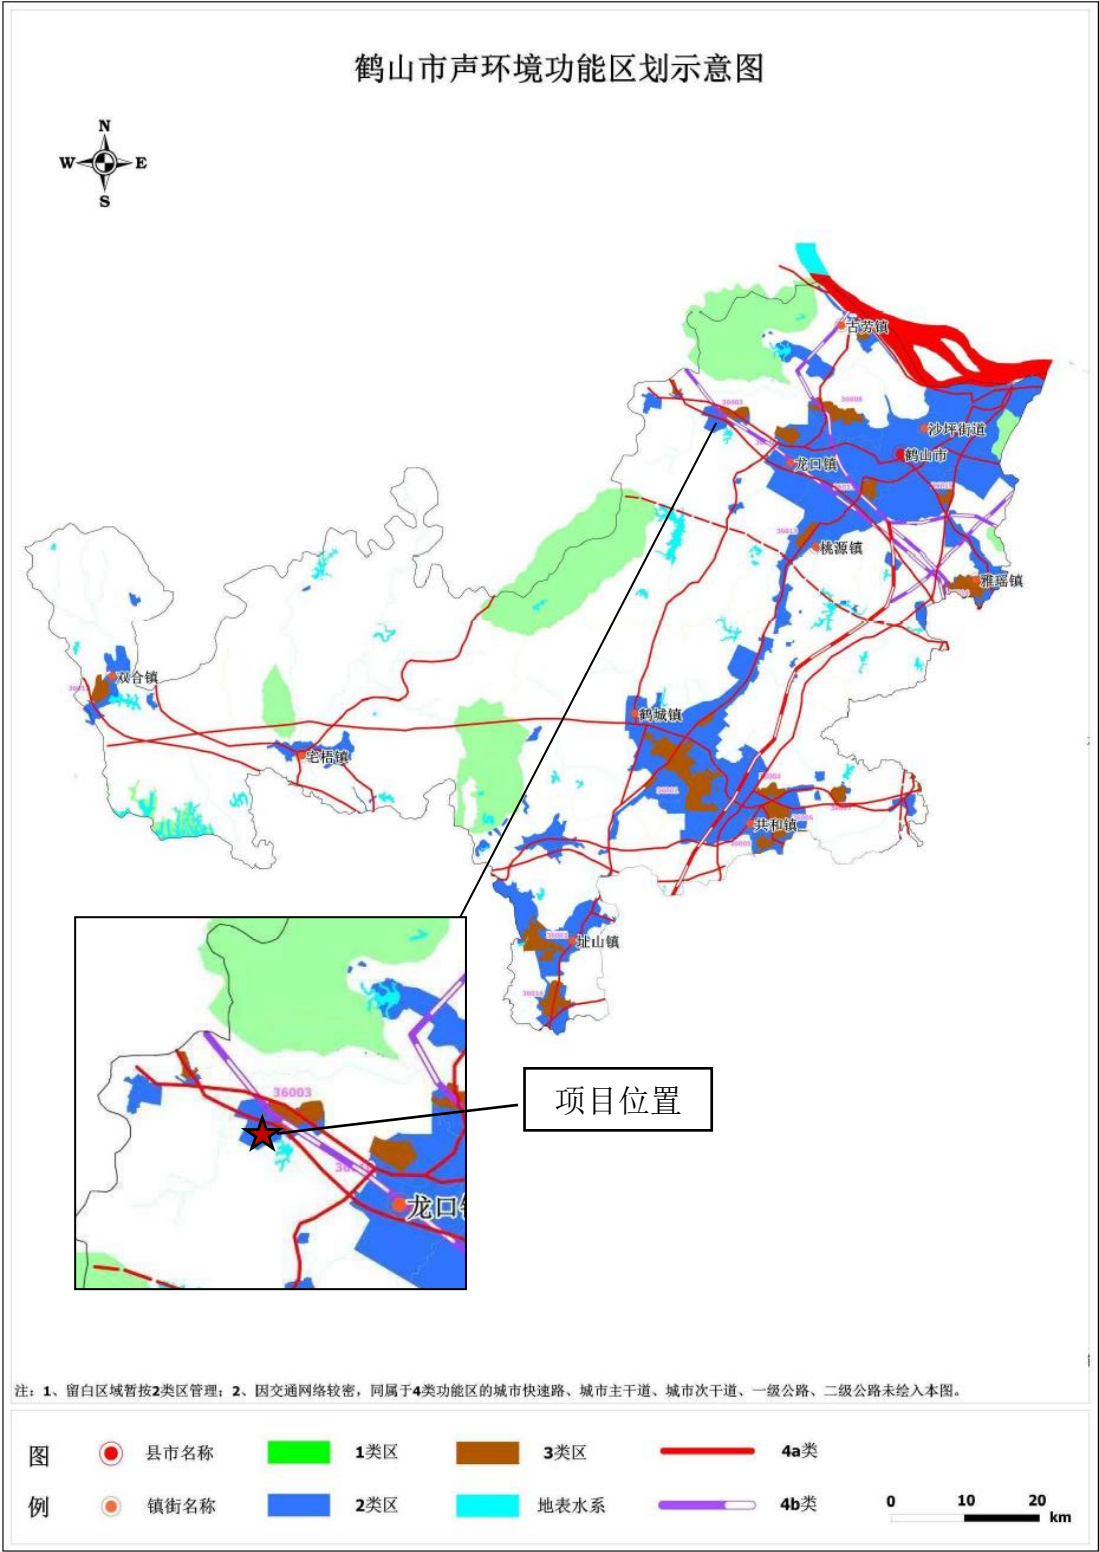 鹤山市声环境功能区划示意图
N
W E
S
古劳镇
36003
36008
沙坪街道
鹤山市
龙口镇
桃源镇
雅瑶镇
双合镇
鹤城镇
宅梧镇
共和镇
址山镇
36003
项目位置
龙口
注：1、留白区域暂按2类区管理；2、因交通网络较密，同属于4类功能区的城市快速路、城市主干道、城市次干道、一级公路、二级公路未绘入本图。
图 县市名称 1类区 3类区 4a类
例 镇街名称 2类区 地表水系 4b类
0 10 20
km